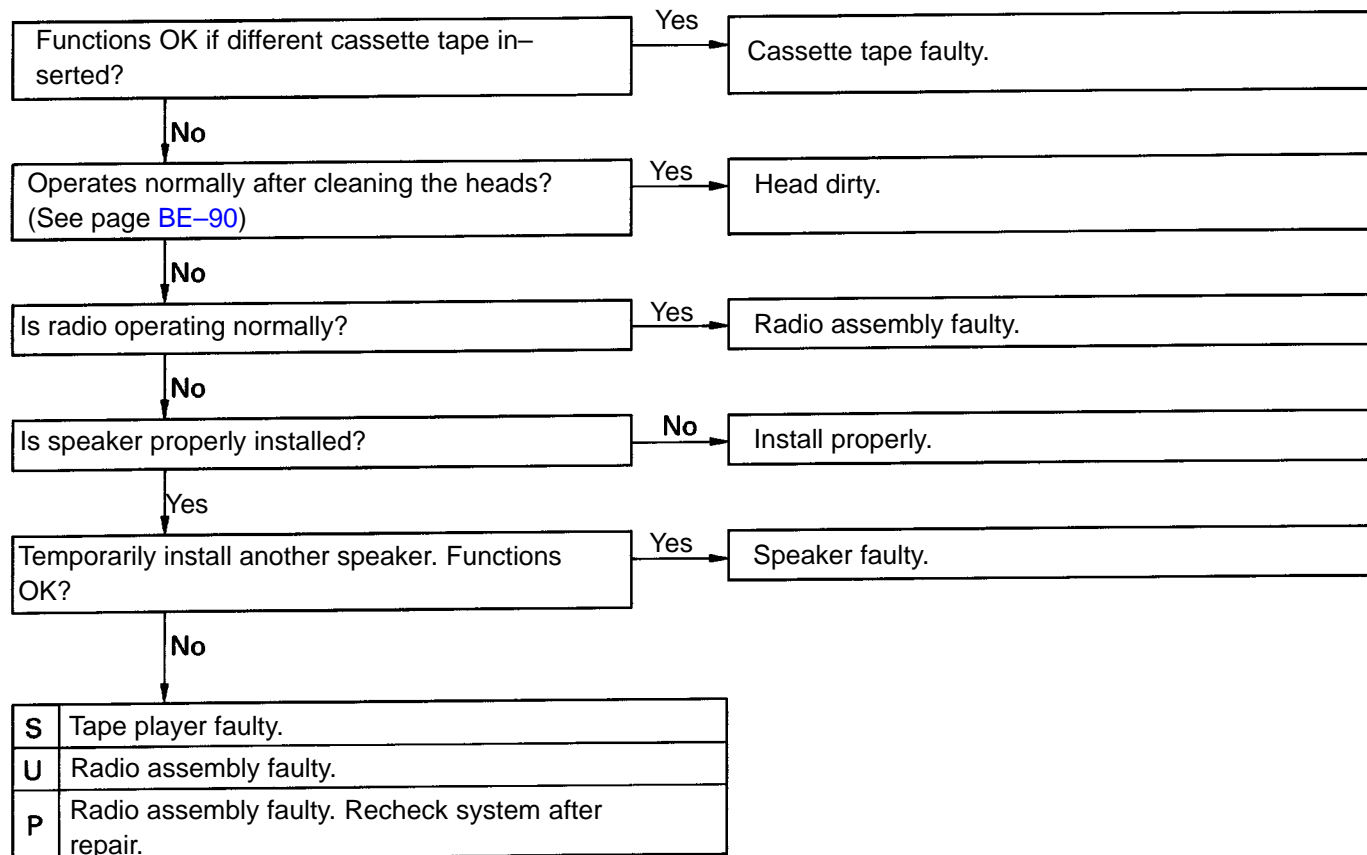 Functions OK if different cassette tape in–
serted?
Yes
Cassette tape faulty.
No
Operates normally after cleaning the heads?
(See page BE–90)
Yes
Head dirty.
No
Is radio operating normally?
Yes
Radio assembly faulty.
No
Is speaker properly installed?
No
Install properly.
Yes
Temporarily install another speaker. Functions
OK?
Yes
Speaker faulty.
No
S Tape player faulty.
U Radio assembly faulty.
P Radio assembly faulty. Recheck system after
repair.